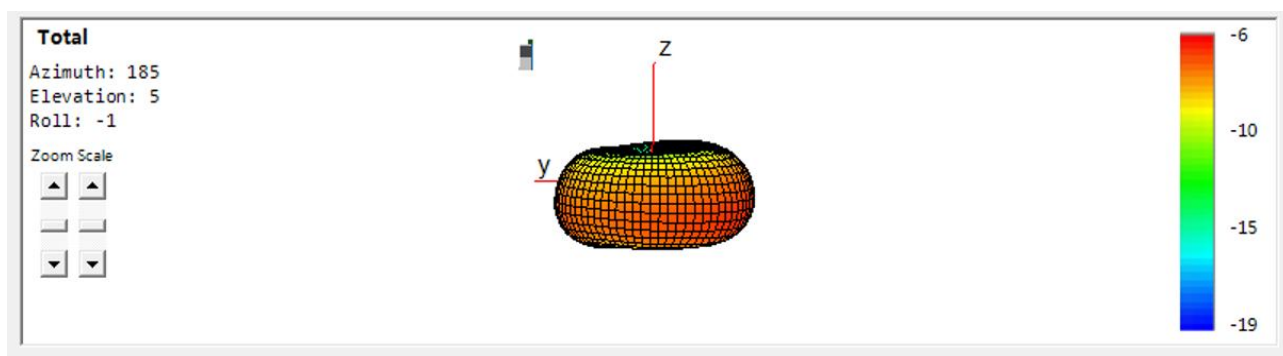 Total
Azimuth: 185
Elevation: 5
Roll: -1
Zoom Scale
z
y
-6
-10
-15
-19